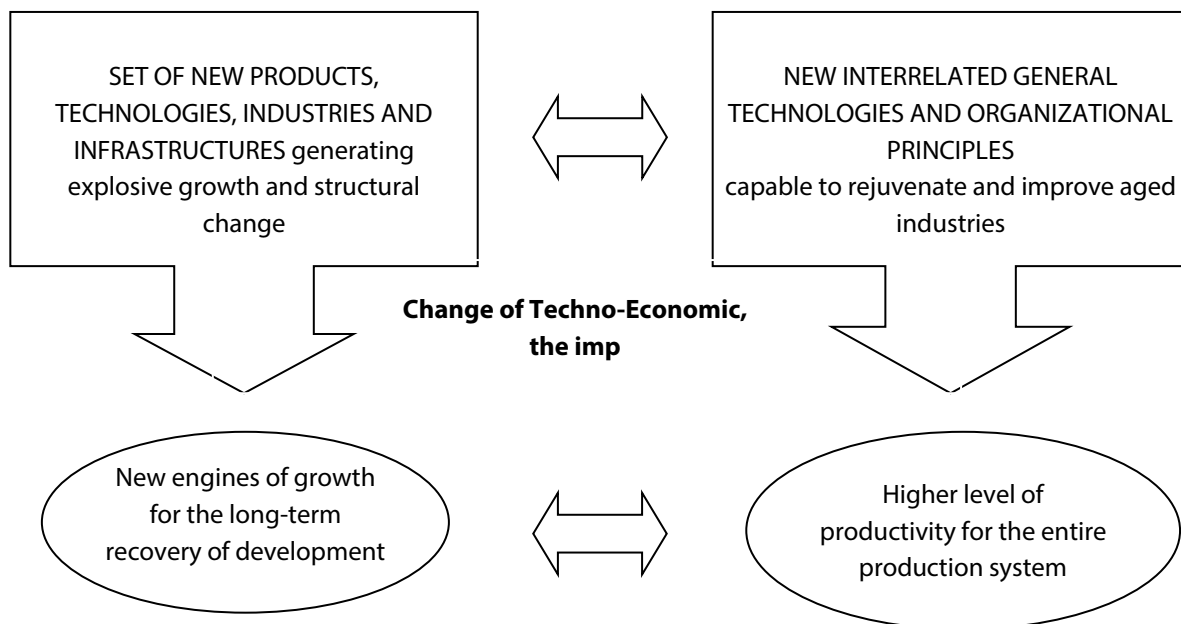 SET OF NEW PRODUCTS,
TECHNOLOGIES, INDUSTRIES AND
INFRASTRUCTURES generating
explosive growth and structural
change
NEW INTERRELATED GENERAL
TECHNOLOGIES AND ORGANIZATIONAL
PRINCIPLES
capable to rejuvenate and improve aged
industries
Change of Techno-Economic,
the imp
New engines of growth
for the long-term
recovery of development
Higher level of
productivity for the entire
production system